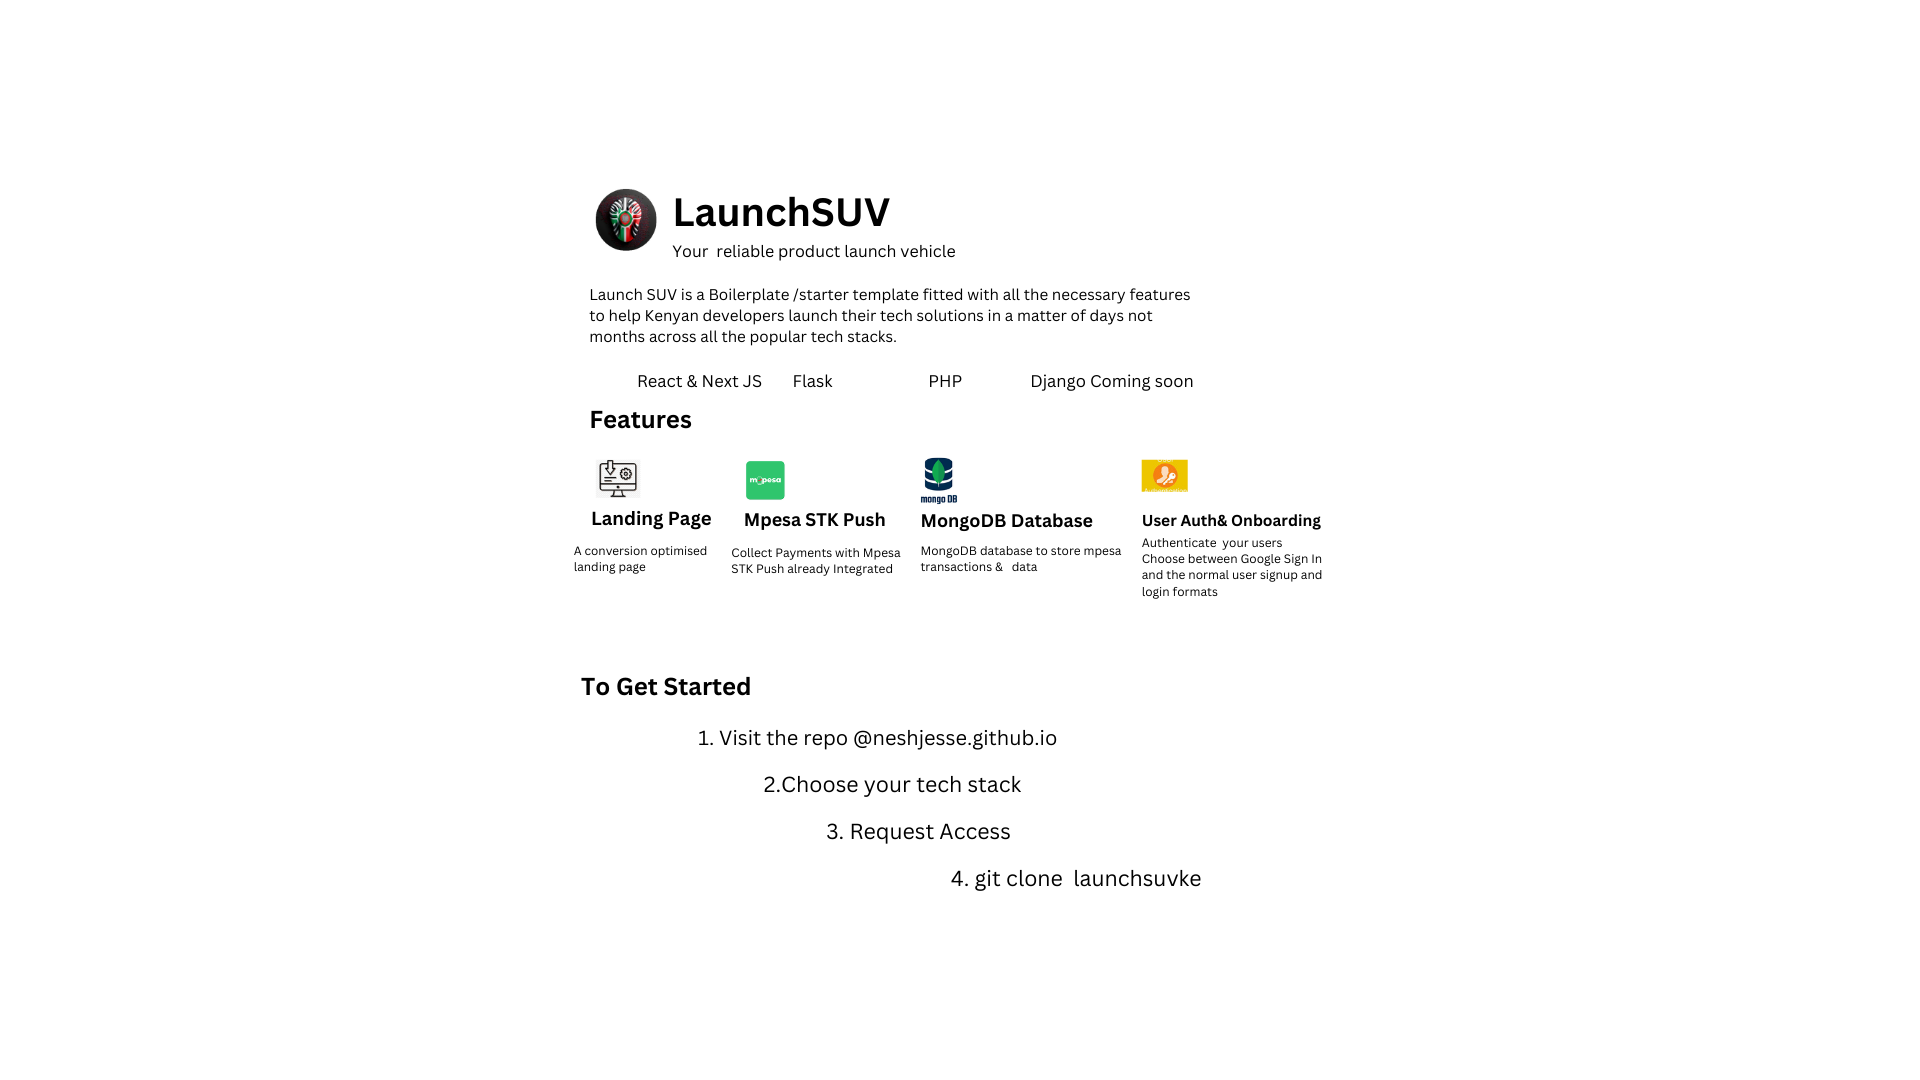 LaunchSUV
Your  reliable product launch vehicle
Launch SUV is a Boilerplate /starter template fitted with all the necessary features
to help Kenyan developers launch their tech solutions in a matter of days not
months across all the popular tech stacks.
React & Next JS
Flask
PHP
Django Coming soon
Features
mpesa
mongo DB
Landing Page
Mpesa STK Push
MongoDB Database
User Auth& Onboarding
A conversion optimised
landing page
Collect Payments with Mpesa
STK Push already Integrated
MongoDB database to store mpesa
transactions &   data
Authenticate  your users
Choose between Google Sign In
and the normal user signup and
login formats
To Get Started
1. Visit the repo @neshjesse.github.io
2.Choose your tech stack
3. Request Access
4. git clone  launchsuvke